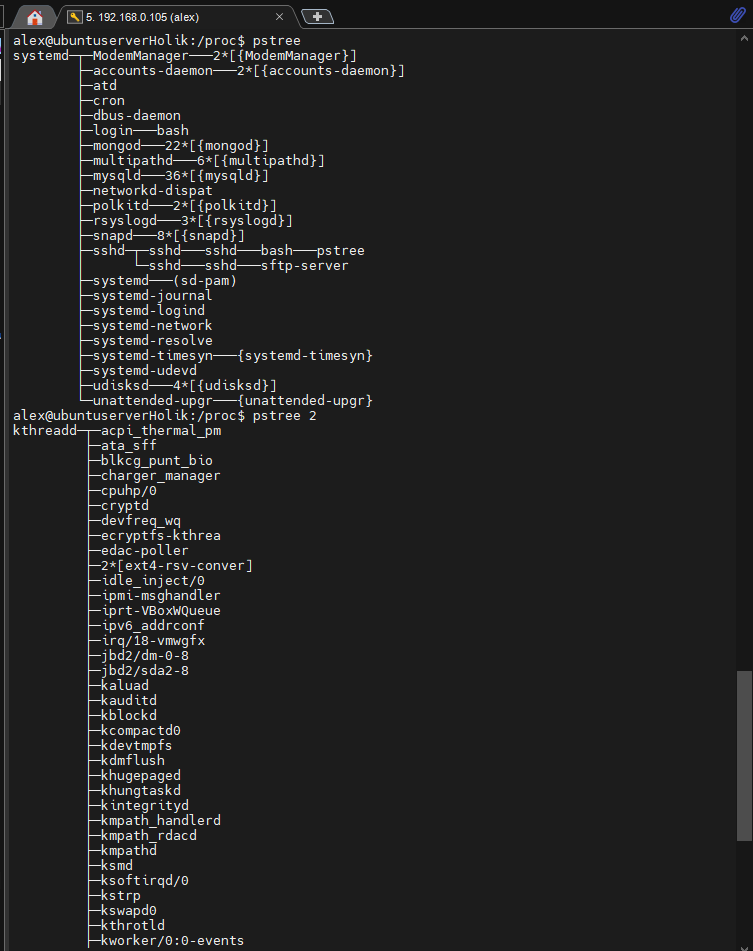 5. 192.168.0.105 (alex)
alex@ubuntuserverHolik:/proc$ pstree
systemd─┬─ModemManager───2*[{ModemManager}]
        ├─accounts-daemon───2*[{accounts-daemon}]
        ├─atd
        ├─cron
        ├─dbus-daemon
        ├─login───bash
        ├─mongod───22*[{mongod}]
        ├─multipathd───6*[{multipathd}]
        ├─mysqld───36*[{mysqld}]
        ├─networkd-dispat
        ├─polkitd───2*[{polkitd}]
        ├─rsyslogd───3*[{rsyslogd}]
        ├─snapd───8*[{snapd}]
        ├─sshd─┬─sshd───sshd───bash───pstree
        │      └─sshd───sshd───sftp-server
        ├─systemd───(sd-pam)
        ├─systemd-journal
        ├─systemd-logind
        ├─systemd-network
        ├─systemd-resolve
        ├─systemd-timesyn───{systemd-timesyn}
        ├─systemd-udevd
        ├─udisksd───4*[{udisksd}]
        └─unattended-upgr───{unattended-upgr}
alex@ubuntuserverHolik:/proc$ pstree 2
kthreadd─┬─acpi_thermal_pm
         ├─ata_sff
         ├─blkcg_punt_bio
         ├─charger_manager
         ├─cpuhp/0
         ├─cryptd
         ├─devfreq_wq
         ├─ecryptfs-kthrea
         ├─edac-poller
         ├─2*[ext4-rsv-conver]
         ├─idle_inject/0
         ├─ipmi-msghandler
         ├─iprt-VBoxWQueue
         ├─ipv6_addrconf
         ├─irq/18-vmwgfx
         ├─jbd2/dm-0-8
         ├─jbd2/sda2-8
         ├─kaluad
         ├─kauditd
         ├─kblockd
         ├─kcompactd0
         ├─kdevtmpfs
         ├─kdmflush
         ├─khugepaged
         ├─khungtaskd
         ├─kintegrityd
         ├─kmpath_handlerd
         ├─kmpath_rdacd
         ├─kmpathd
         ├─ksmd
         ├─ksoftirqd/0
         ├─kstrp
         ├─kswapd0
         ├─kthrotld
         ├─kworker/0:0-events